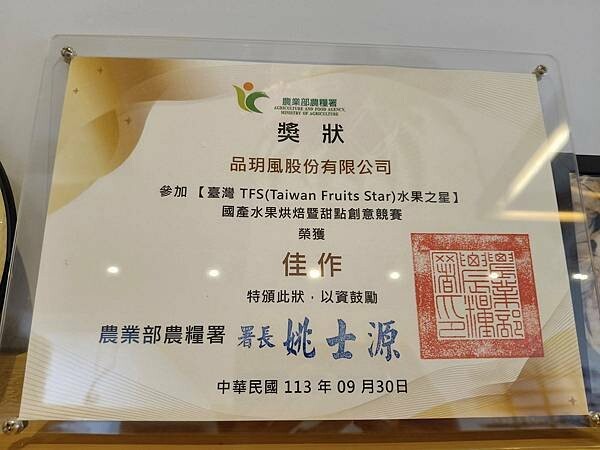 農業部農糧署
AGRICULTURE AND FOOD AGENCY,
MINISTRY OF AGRICULTURE
獎狀
品玥風股份有限公司
參加【臺灣 TFS(Taiwan Fruits Star)水果之星】
國產水果烘焙暨甜點創意競賽
榮獲
佳作
特頒此狀，以資鼓勵
農業部農糧署 署長 姚士源
中華民國 113 年 09 月30日